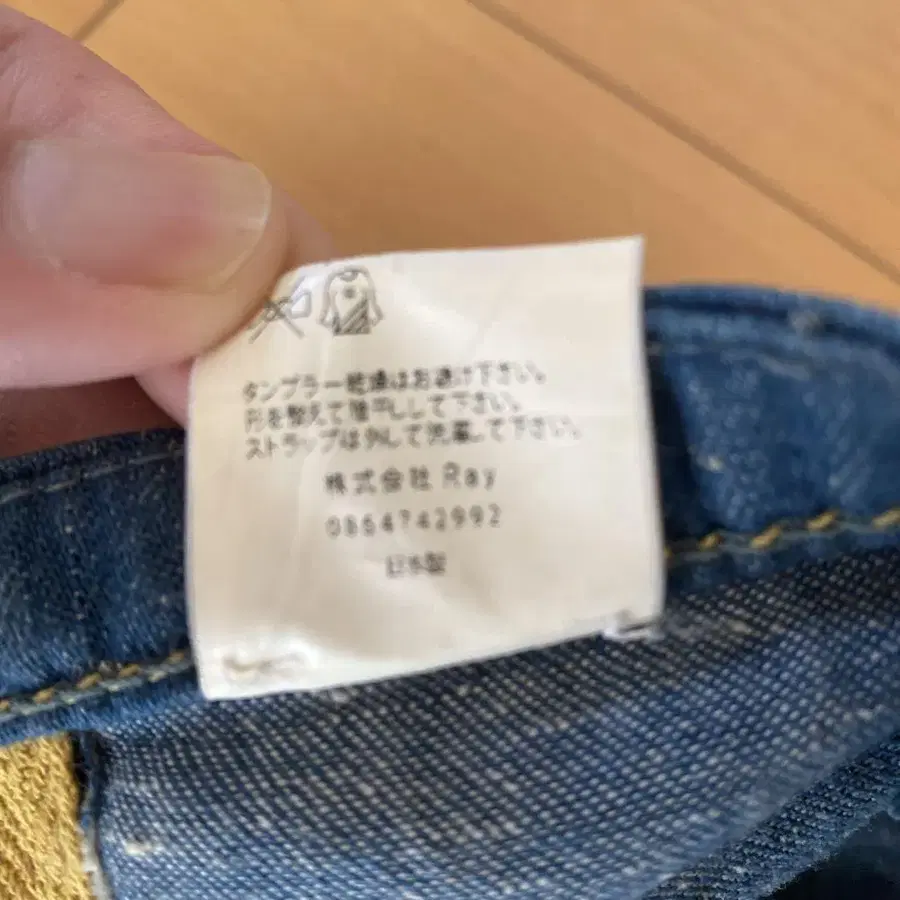 タンブラー乾燥はお避け下さい。
形を整えて陰干しして下さい。
ストラップは外して洗濯して下さい。
株式会社 Ray
0864742992
日本製